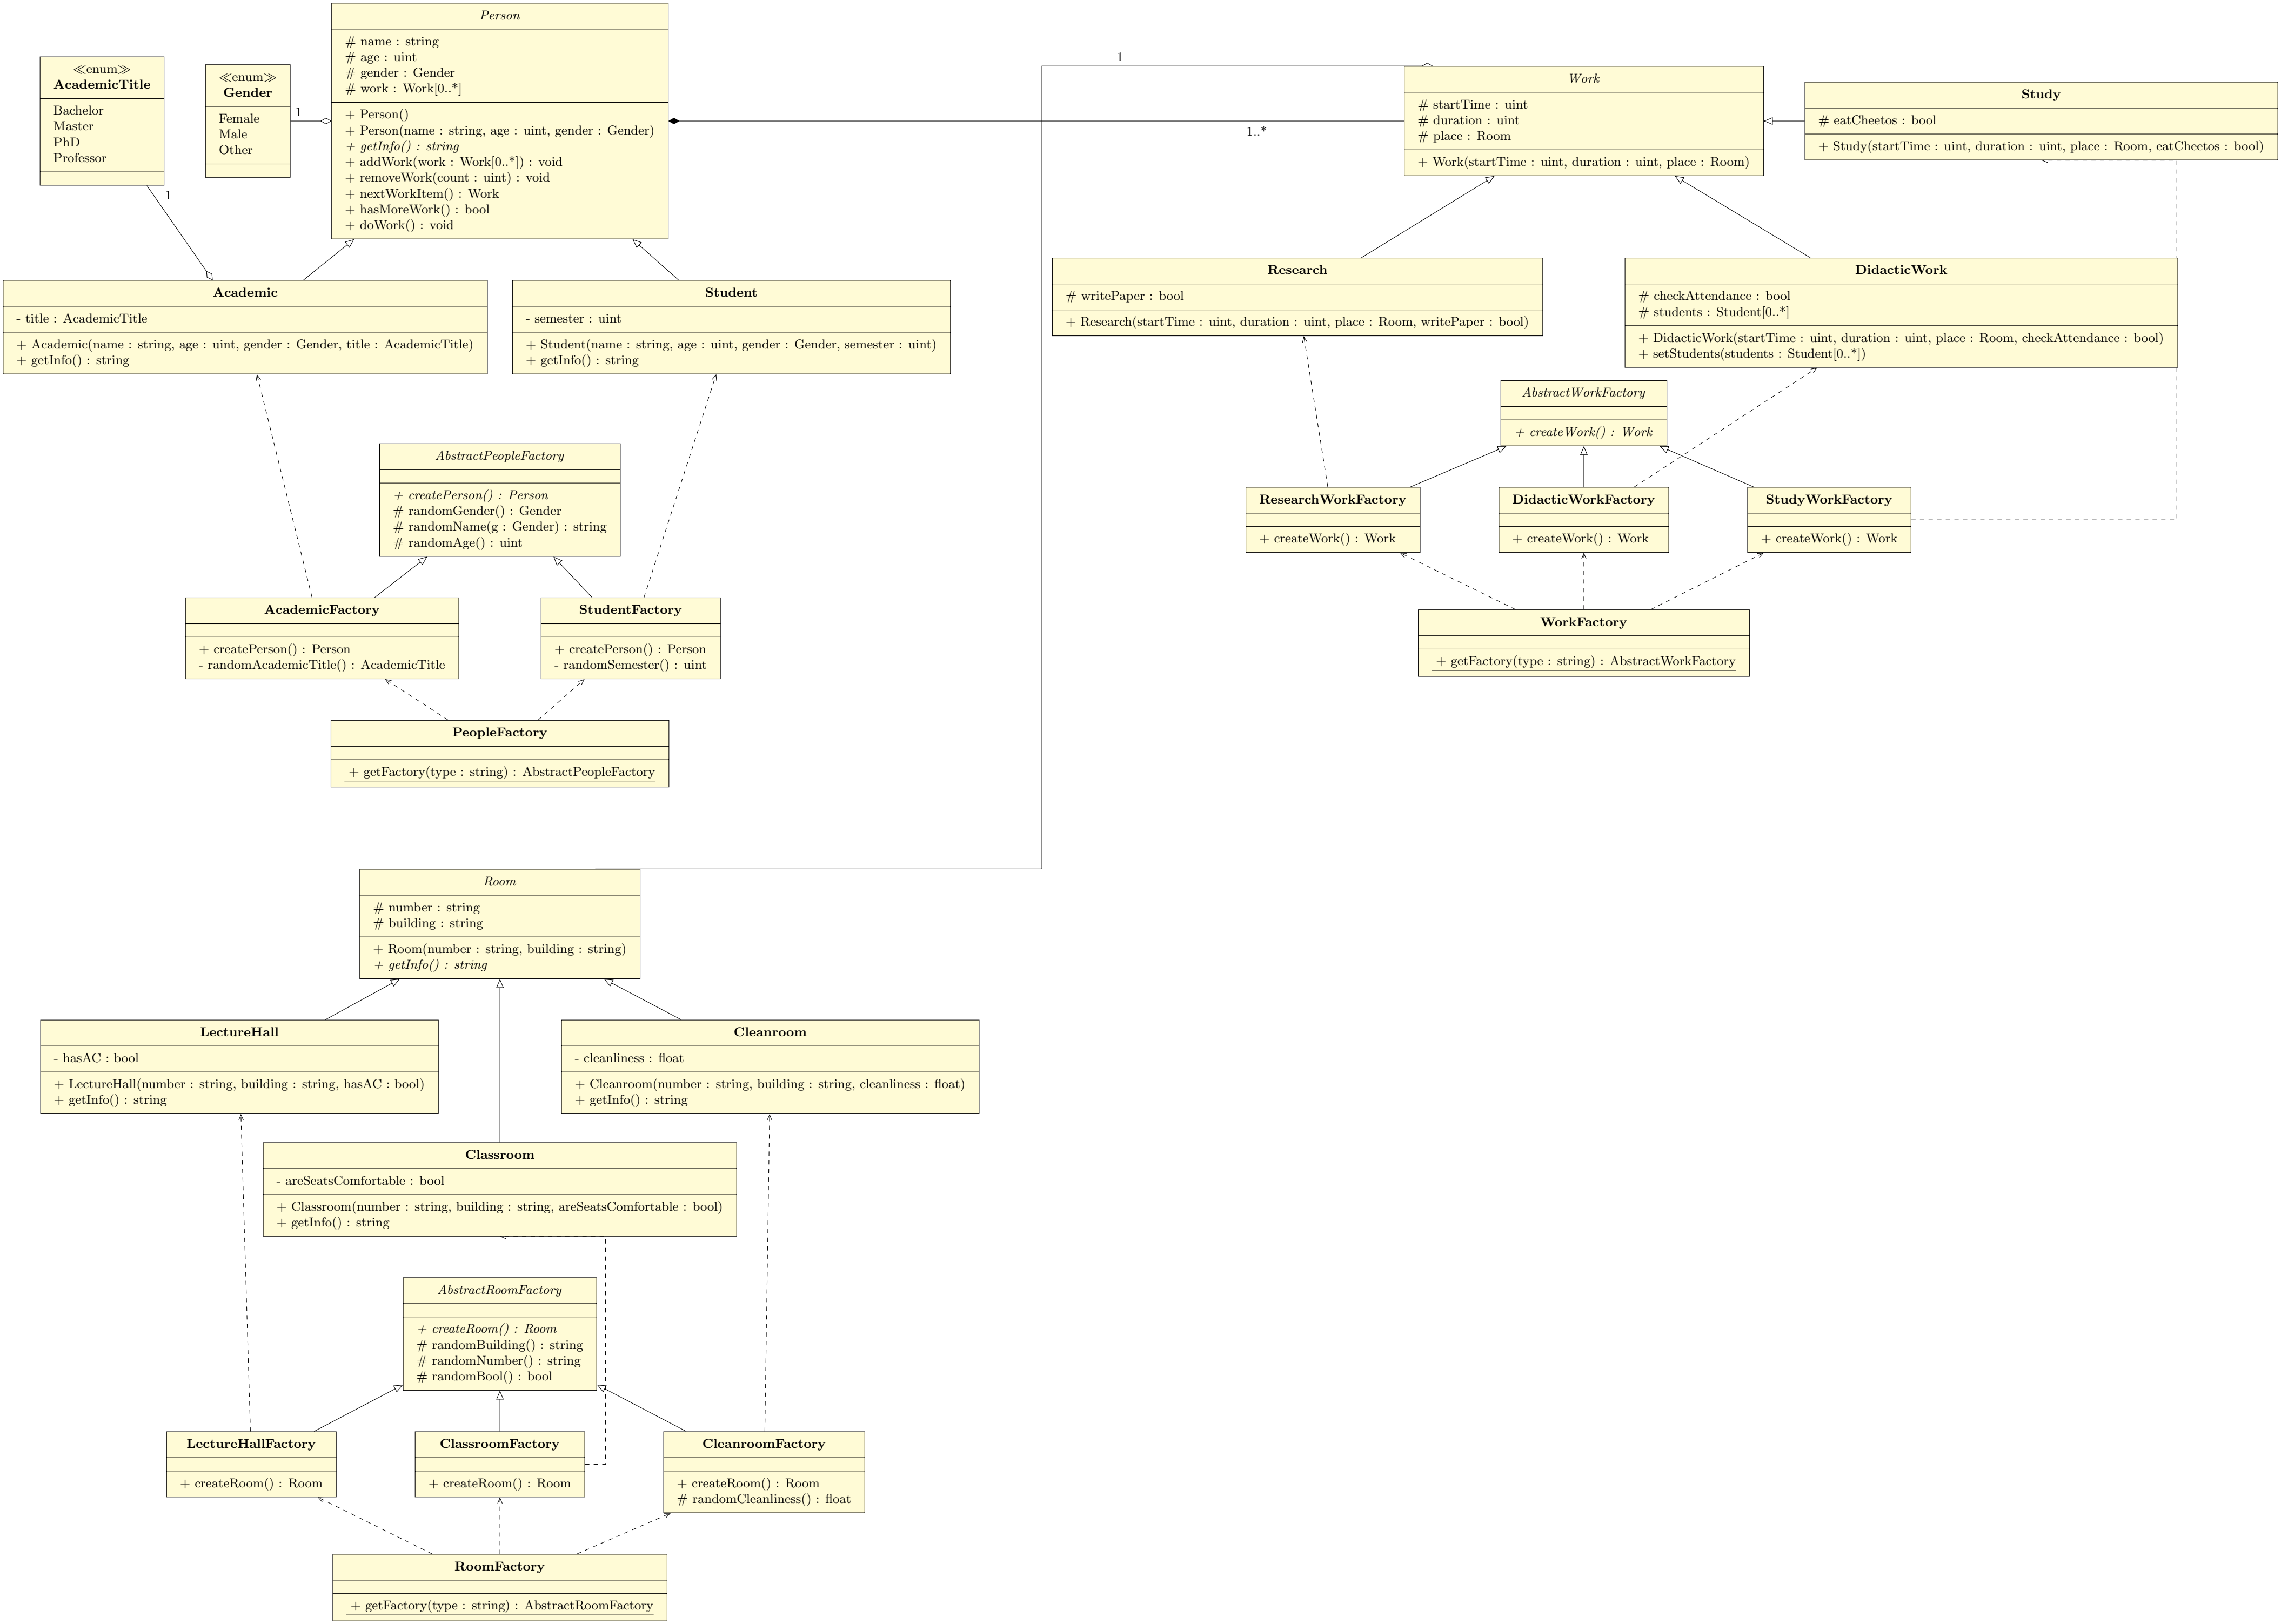 Person
# name : string
# age : uint
# gender : Gender
# work : Work[0..*]
+ Person()
+ Person(name : string, age : uint, gender : Gender)
+ getInfo() : string
+ addWork(work : Work[0..*]) : void
+ removeWork(count : uint) : void
+ nextWorkItem() : Work
+ hasMoreWork() : bool
+ doWork() : void
≪enum≫
AcademicTitle
Bachelor
Master
PhD
Professor
≪enum≫
Gender
Female
Male
Other
1
1
1
1..*
Work
# startTime : uint
# duration : uint
# place : Room
+ Work(startTime : uint, duration : uint, place : Room)
Study
# eatCheetos : bool
+ Study(startTime : uint, duration : uint, place : Room, eatCheetos : bool)
Academic
- title : AcademicTitle
+ Academic(name : string, age : uint, gender : Gender, title : AcademicTitle)
+ getInfo() : string
Student
- semester : uint
+ Student(name : string, age : uint, gender : Gender, semester : uint)
+ getInfo() : string
Research
# writePaper : bool
+ Research(startTime : uint, duration : uint, place : Room, writePaper : bool)
DidacticWork
# checkAttendance : bool
# students : Student[0..*]
+ DidacticWork(startTime : uint, duration : uint, place : Room, checkAttendance : bool)
+ setStudents(students : Student[0..*])
AbstractWorkFactory
+ createWork() : Work
AbstractPeopleFactory
+ createPerson() : Person
# randomGender() : Gender
# randomName(g : Gender) : string
# randomAge() : uint
ResearchWorkFactory
+ createWork() : Work
DidacticWorkFactory
+ createWork() : Work
StudyWorkFactory
+ createWork() : Work
AcademicFactory
+ createPerson() : Person
- randomAcademicTitle() : AcademicTitle
StudentFactory
+ createPerson() : Person
- randomSemester() : uint
WorkFactory
+ getFactory(type : string) : AbstractWorkFactory
PeopleFactory
+ getFactory(type : string) : AbstractPeopleFactory
Room
# number : string
# building : string
+ Room(number : string, building : string)
+ getInfo() : string
LectureHall
- hasAC : bool
+ LectureHall(number : string, building : string, hasAC : bool)
+ getInfo() : string
Cleanroom
- cleanliness : float
+ Cleanroom(number : string, building : string, cleanliness : float)
+ getInfo() : string
Classroom
- areSeatsComfortable : bool
+ Classroom(number : string, building : string, areSeatsComfortable : bool)
+ getInfo() : string
AbstractRoomFactory
+ createRoom() : Room
# randomBuilding() : string
# randomNumber() : string
# randomBool() : bool
LectureHallFactory
+ createRoom() : Room
ClassroomFactory
+ createRoom() : Room
CleanroomFactory
+ createRoom() : Room
# randomCleanliness() : float
RoomFactory
+ getFactory(type : string) : AbstractRoomFactory